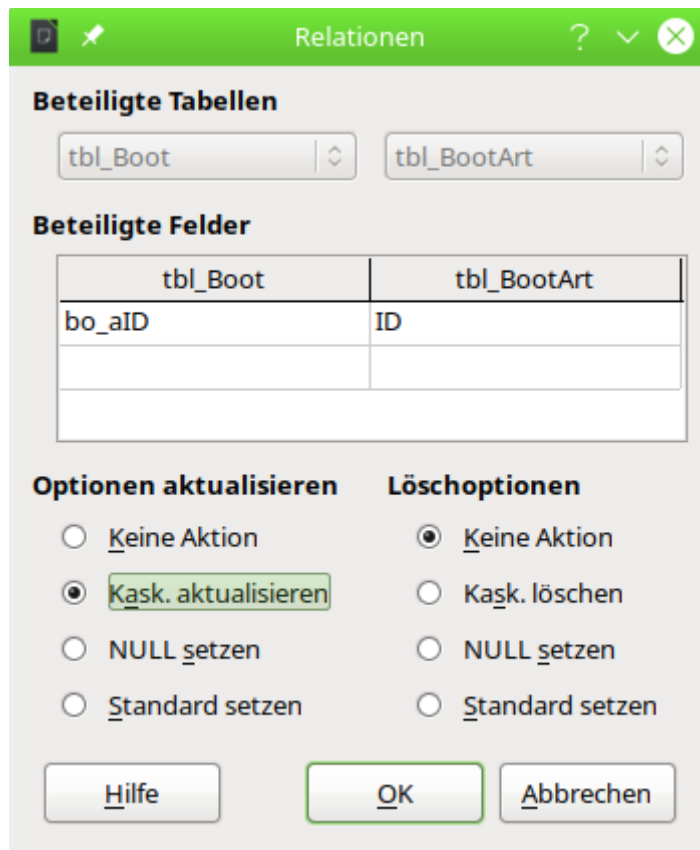 Relationen
Beteiligte Tabellen
tbl_Boot tbl_BootArt
Beteiligte Felder
tbl_Boot tbl_BootArt
bo_aID ID
Optionen aktualisieren Löschoptionen
Keine Aktion Keine Aktion
Kask. aktualisieren Kask. löschen
NULL setzen NULL setzen
Standard setzen Standard setzen
Hilfe OK Abbrechen